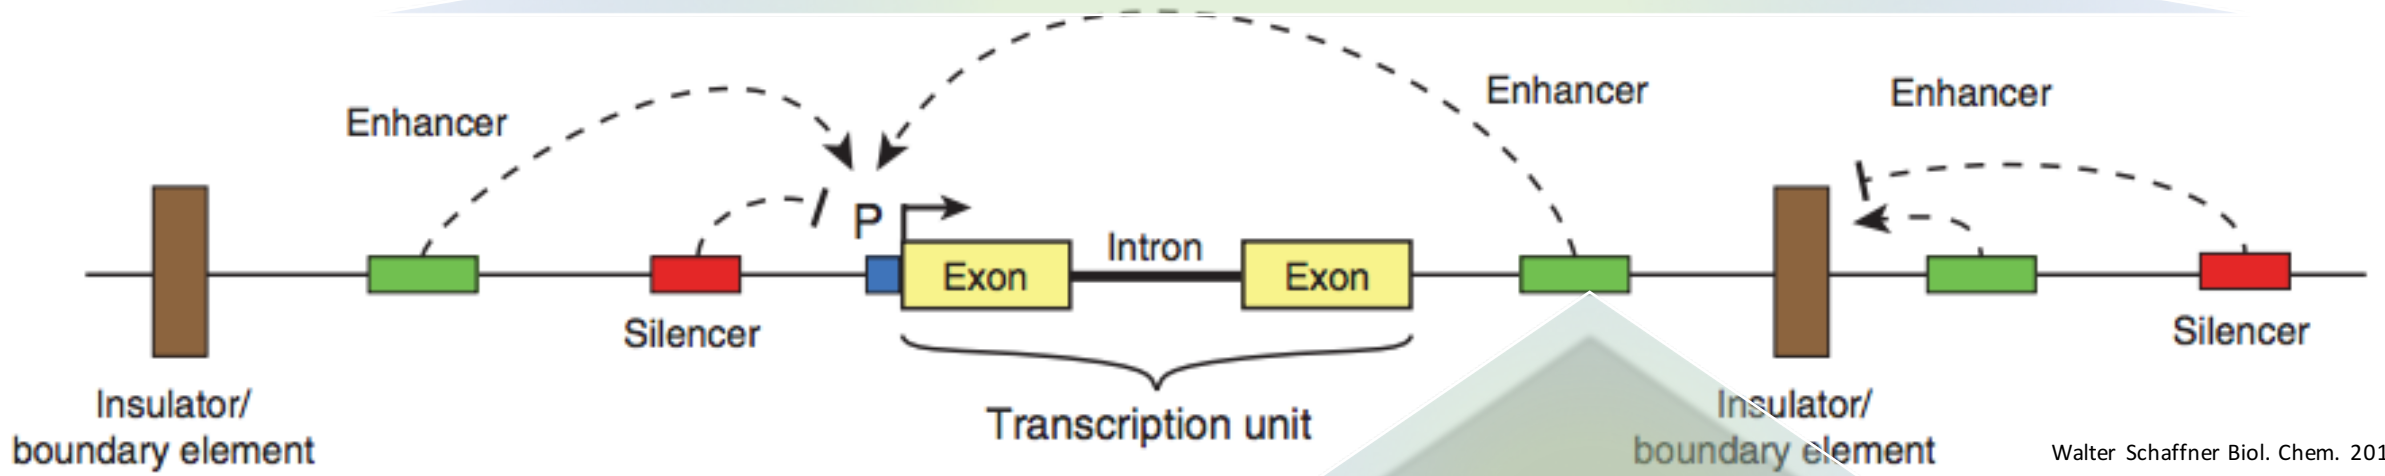 Enhancer
Enhancer
Enhancer
P
Intron
Exon
Exon
Silencer
Silencer
Insulator/
boundary element
Transcription unit
Insulator/
boundary element
Walter Schaffner Biol. Chem. 201